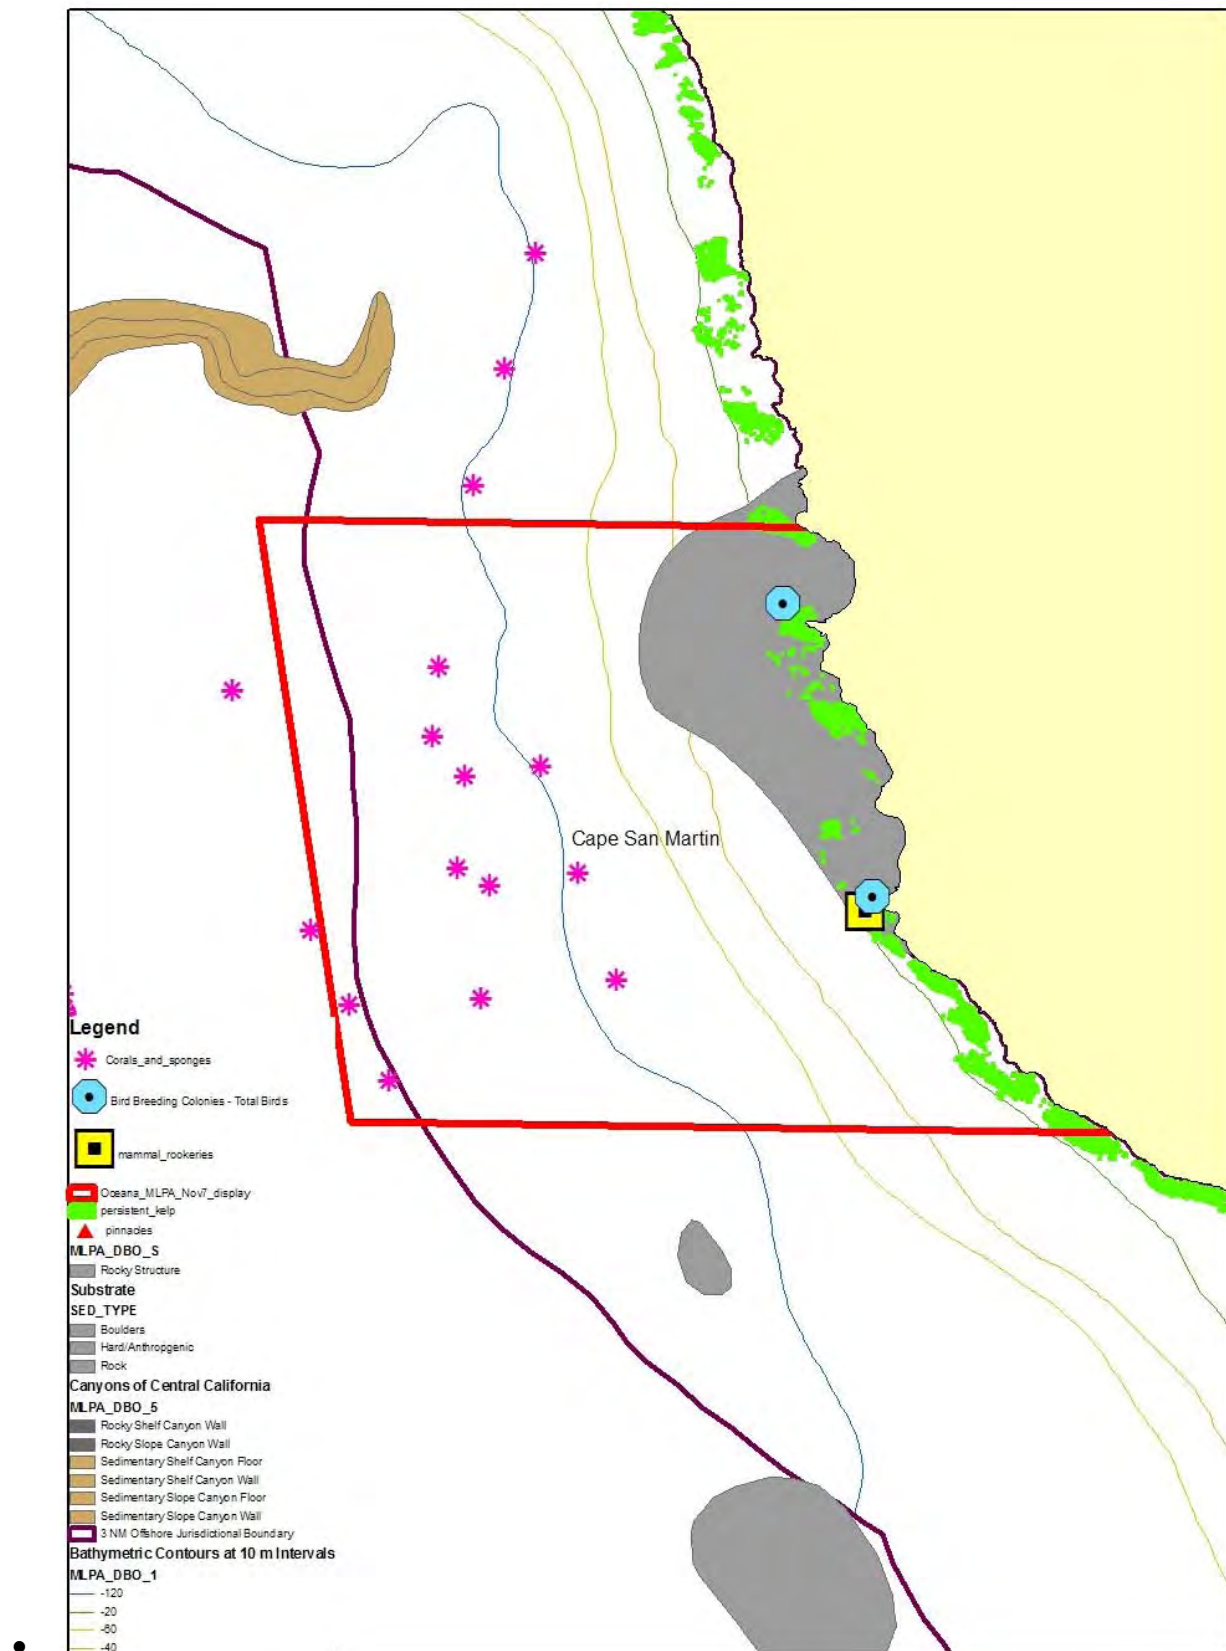 Cape San Martin
Legend
Corals_and_sponges
Bird Breeding Colonies - Total Birds
mammal_rookeries
Oceana_MLPA_Nov7_display
persistent_kelp
pinnacles
MLPA_DBO_S
Rocky Structure
Substrate
SED_TYPE
Boulders
Hard/Anthropgenic
Rock
Canyons of Central California
MLPA_DBO_5
Rocky Shelf Canyon Wall
Rocky Slope Canyon Wall
Sedimentary Shelf Canyon Floor
Sedimentary Shelf Canyon Wall
Sedimentary Slope Canyon Floor
Sedimentary Slope Canyon Wall
3 NM Offshore Jurisdictional Boundary
Bathymetric Contours at 10 m Intervals
MLPA_DBO_1
-120
-20
-60
-40